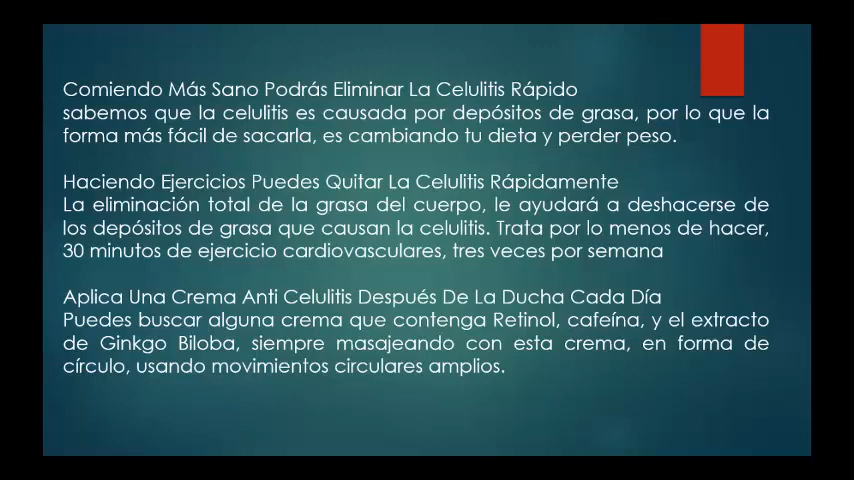 Comiendo Más Sano Podrás Eliminar La Celulitis Rápido
sabemos que la celulitis es causada por depósitos de grasa, por lo que la
forma más fácil de sacarla, es cambiando tu dieta y perder peso.
Haciendo Ejercicios Puedes Quitar La Celulitis Rápidamente
La eliminación total de la grasa del cuerpo, le ayudará a deshacerse de
los depósitos de grasa que causan la celulitis. Trata por lo menos de hacer,
30 minutos de ejercicio cardiovasculares, tres veces por semana
Aplica Una Crema Anti Celulitis Después De La Ducha Cada Día
Puedes buscar alguna crema que contenga Retinol, cafeína, y el extracto
de Ginkgo Biloba, siempre masajeando con esta crema, en forma de
círculo, usando movimientos circulares amplios.